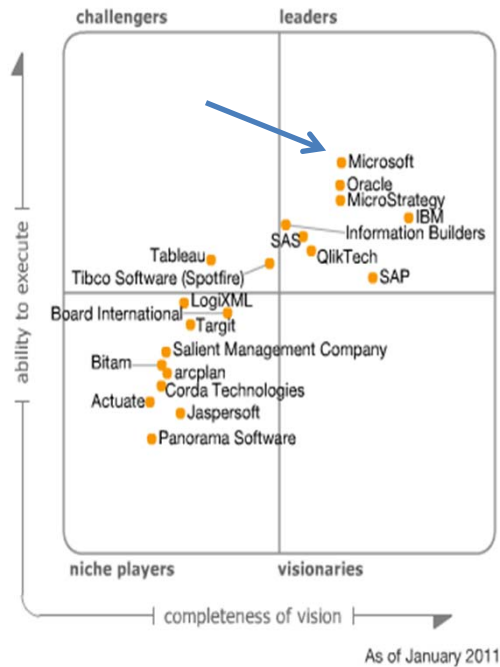 challengers
leaders
Microsoft
Oracle
MicroStrategy
IBM
Information Builders
SAS
QlikTech
Tableau
Tibco Software (Spotfire)
SAP
LogiXML
Board International
Targit
Salient Management Company
Bitam
arcplan
Corda Technologies
Actuate
Jaspersoft
Panorama Software
ability to execute
niche players
visionaries
completeness of vision
As of January 2011